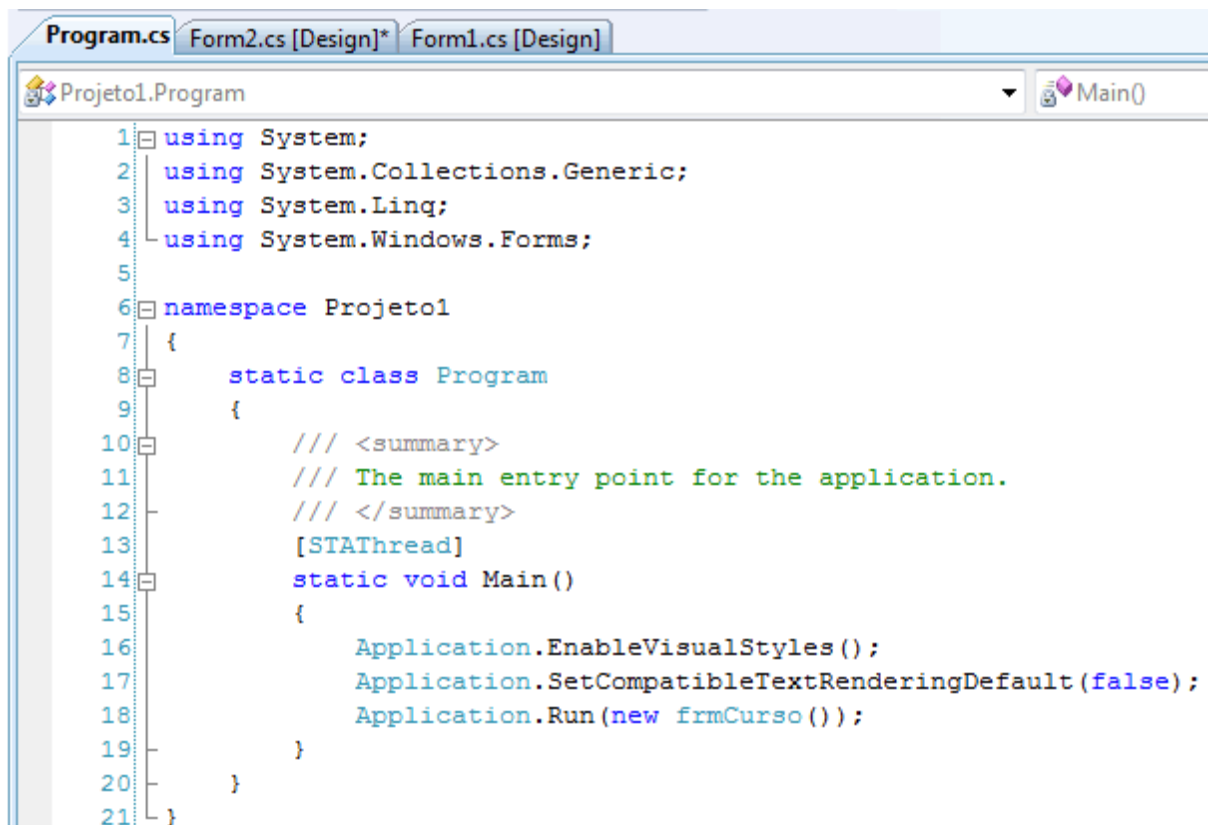 Program.cs Form2.cs [Design]* Form1.cs [Design]
Projeto1.Program Main()
1 using System;
2 using System.Collections.Generic;
3 using System.Linq;
4 using System.Windows.Forms;
5
6 namespace Projeto1
7 {
8 static class Program
9 {
10 /// <summary>
11 /// The main entry point for the application.
12 /// </summary>
13 [STAThread]
14 static void Main()
15 {
16 Application.EnableVisualStyles();
17 Application.SetCompatibleTextRenderingDefault(false);
18 Application.Run(new frmCurso());
19 }
20 }
21 }